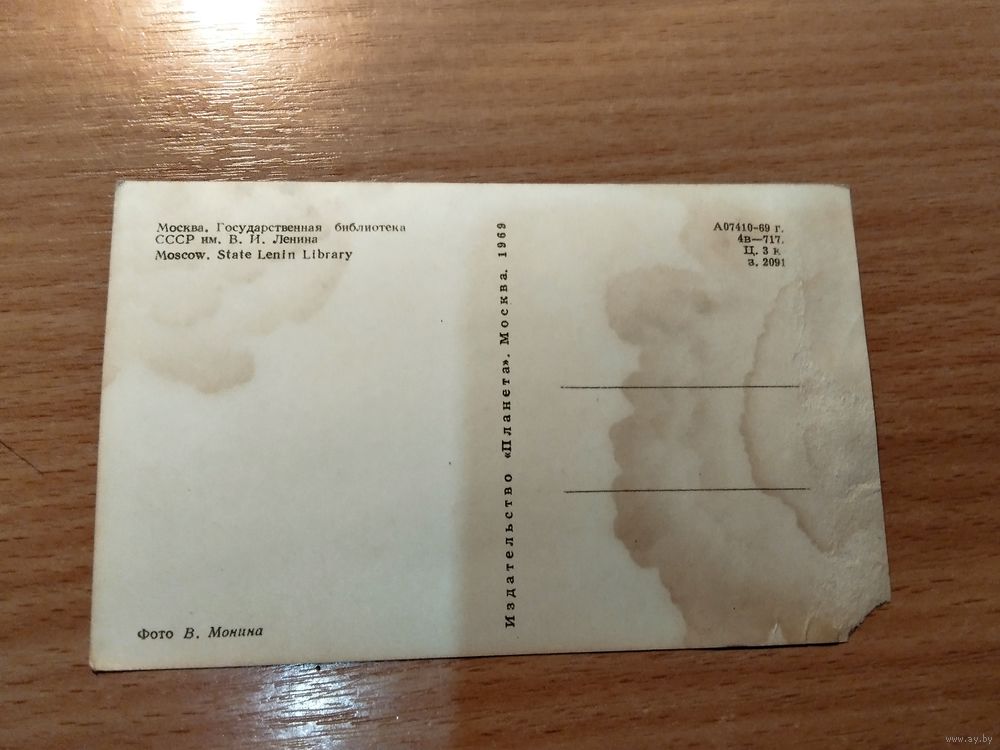 Москва. Государственная библиотека
СССР им. В. И. Ленина
Moscow. State Lenin Library
Фото В. Монина
Издательство «Планета». Москва. 1969
А07410-69 г.
4в—717.
Ц. 3 к.
з. 2091
www.ay.by